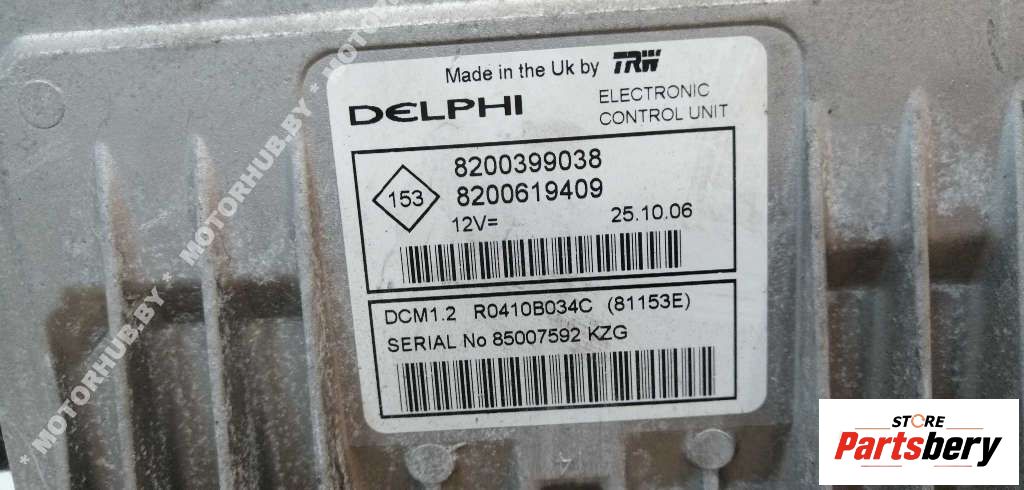 Made in the Uk by TRW
DELPHI
ELECTRONIC
CONTROL UNIT
153
8200399038
8200619409
12V=
25.10.06
DCM1.2 R0410B034C (81153E)
SERIAL No 85007592 KZG
* MOTORHUB.BY * MOTORHUB.BY * MOTORHUB.BY
STORE
Partsbery